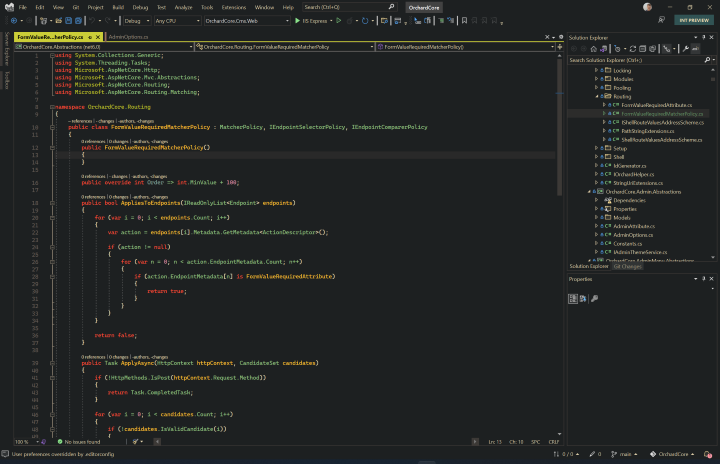 File Edit View Git Project Build Debug Test Analyze Tools Extensions Window Help Search (Ctrl+Q) OrchardCore
Debug Any CPU OrchardCore.Cms.Web IIS Express INT PREVIEW
Server Explorer
Toolbox
FormValueRe...cherPolicy.cs AdminOptions.cs
OrchardCore.Abstractions (net6.0) OrchardCore.Routing.FormValueRequiredMatcherPolicy FormValueRequiredMatcherPolicy()
1 using System.Collections.Generic;
2 using System.Threading.Tasks;
3 using Microsoft.AspNetCore.Http;
4 using Microsoft.AspNetCore.Mvc.Abstractions;
5 using Microsoft.AspNetCore.Routing;
6 using Microsoft.AspNetCore.Routing.Matching;
7
8 namespace OrchardCore.Routing
9 {
- references | - changes | -authors, -changes
10 public class FormValueRequiredMatcherPolicy : MatcherPolicy, IEndpointSelectorPolicy, IEndpointComparerPolicy
11 {
0 references | 0 changes | -authors, -changes
12 public FormValueRequiredMatcherPolicy()
13 {
14 }
15
- references | - changes | -authors, -changes
16 public override int Order => int.MinValue + 100;
17
0 references | 0 changes | -authors, -changes
18 public bool AppliesToEndpoints(IReadOnlyList<Endpoint> endpoints)
19 {
20 for (var i = 0; i < endpoints.Count; i++)
21 {
22 var action = endpoints[i].Metadata.GetMetadata<ActionDescriptor>();
23
24 if (action != null)
25 {
26 for (var n = 0; n < action.EndpointMetadata.Count; n++)
27 {
28 if (action.EndpointMetadata[n] is FormValueRequiredAttribute)
29 {
30 return true;
31 }
32 }
33 }
34 }
35
36 return false;
37 }
38
0 references | 0 changes | -authors, -changes
39 public Task ApplyAsync(HttpContext httpContext, CandidateSet candidates)
40 {
41 if (!HttpMethods.IsPost(httpContext.Request.Method))
42 {
43 return Task.CompletedTask;
44 }
45
46 for (var i = 0; i < candidates.Count; i++)
47 {
48 if (!candidates.IsValidCandidate(i))
49 {
100 % No issues found Ln: 13 Ch: 10 SPC CRLF
Solution Explorer
Search Solution Explorer (Ctrl+;)
Locking
Modules
Pooling
Routing
C# FormValueRequiredAttribute.cs
C# FormValueRequiredMatcherPolicy.cs
C# IShellRouteValuesAddressScheme.cs
C# PathStringExtensions.cs
C# ShellRouteValuesAddressScheme.cs
Setup
Shell
C# IdGenerator.cs
C# IOrchardHelper.cs
C# StringUriExtensions.cs
OrchardCore.Admin.Abstractions
Dependencies
Properties
Models
C# AdminAttribute.cs
C# AdminOptions.cs
C# Constants.cs
C# IAdminThemeService.cs
OrchardCore.AdminMenu.Abstractions
Solution Explorer Git Changes
Properties
User preferences overridden by .editorconfig 0 / 0 0 main OrchardCore